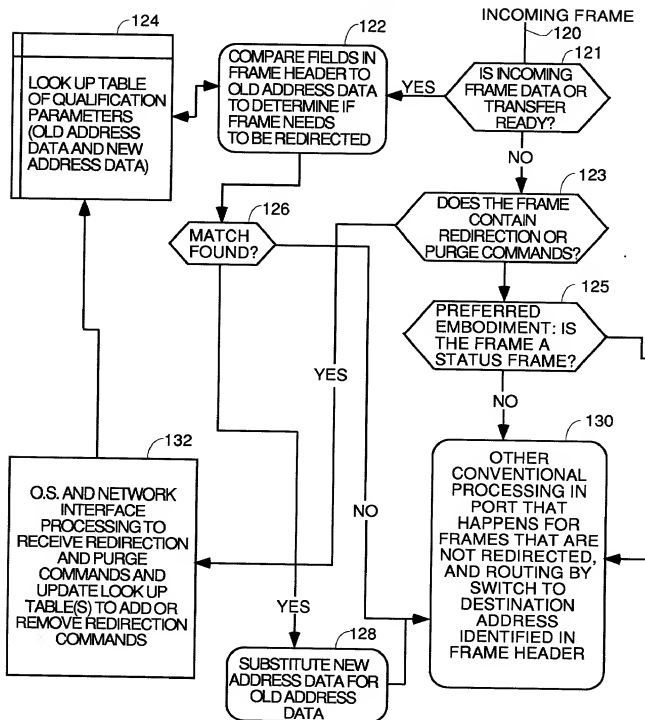 INCOMING FRAME
120
121
IS INCOMING
FRAME DATA OR
TRANSFER
READY?
YES
NO
122
COMPARE FIELDS IN
FRAME HEADER TO
OLD ADDRESS DATA
TO DETERMINE IF
FRAME NEEDS
TO BE REDIRECTED
124
LOOK UP TABLE
OF QUALIFICATION
PARAMETERS
(OLD ADDRESS
DATA AND NEW
ADDRESS DATA)
126
MATCH
FOUND?
123
DOES THE FRAME
CONTAIN
REDIRECTION OR
PURGE COMMANDS?
125
PREFERRED
EMBODIMENT: IS
THE FRAME A
STATUS FRAME?
YES
NO
132
O.S. AND NETWORK
INTERFACE
PROCESSING TO
RECEIVE REDIRECTION
AND PURGE
COMMANDS AND
UPDATE LOOK UP
TABLE(S) TO ADD OR
REMOVE REDIRECTION
COMMANDS
NO
YES
128
SUBSTITUTE NEW
ADDRESS DATA FOR
OLD ADDRESS
DATA
130
OTHER
CONVENTIONAL
PROCESSING IN
PORT THAT
HAPPENS FOR
FRAMES THAT ARE
NOT REDIRECTED,
AND ROUTING BY
SWITCH TO
DESTINATION
ADDRESS
IDENTIFIED IN
FRAME HEADER